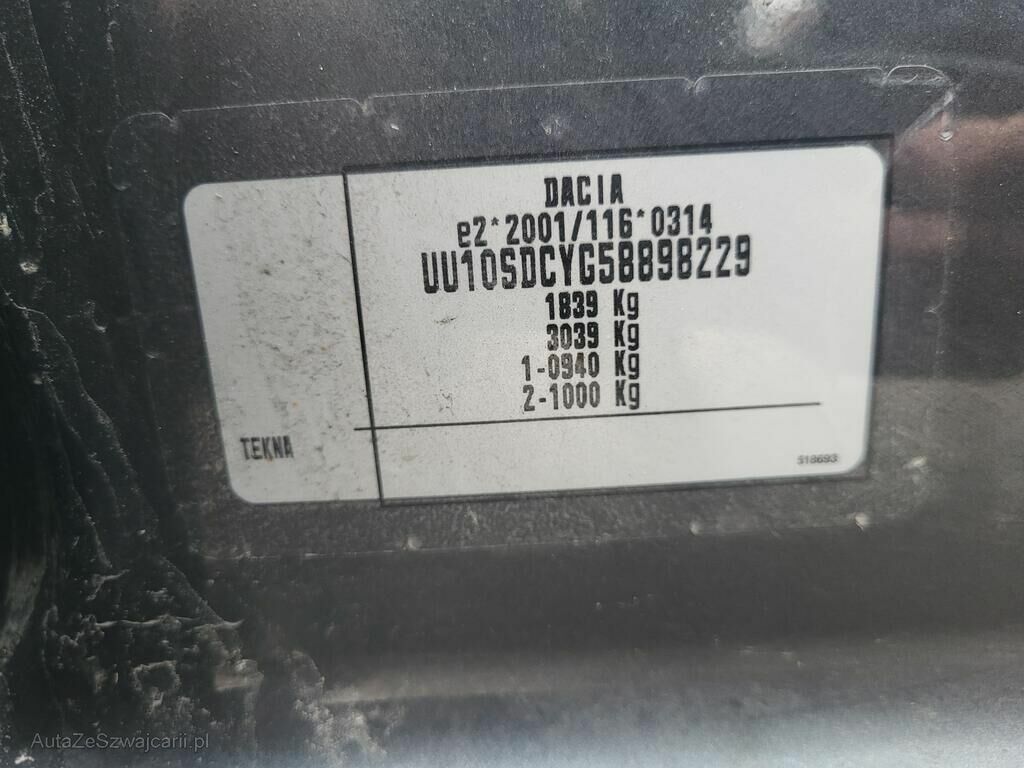 DACIA
e2*2001/116*0314
UU10SDCYG58898229
1839 Kg
3039 Kg
1-0940 Kg
2-1000 Kg
TEKNA
518693
AutaZeSzwajcarii.pl